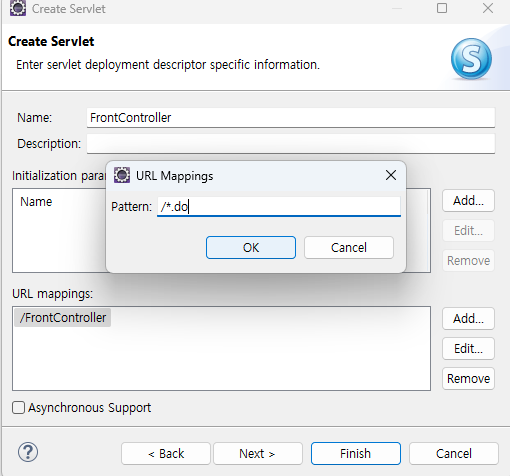 Create Servlet
Create Servlet
Enter servlet deployment descriptor specific information.
Name: FrontController
Description:
Initialization para
Name
Add...
Edit...
Remove
URL Mappings
Pattern: /*.do
OK Cancel
URL mappings:
/FrontController
Add...
Edit...
Remove
Asynchronous Support
? < Back Next > Finish Cancel